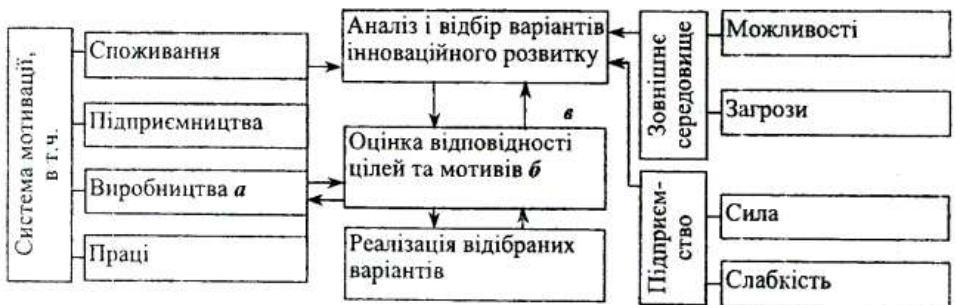 Система мотивації,
в т.ч.
Споживання
Підприємництва
Виробництва а
Праці
Аналіз і відбір варіантів
інноваційного розвитку
в
Оцінка відповідності
цілей та мотивів б
Реалізація відібраних
варіантів
Зовнішнє
середовище
Можливості
Загрози
Підприєм-
ство
Сила
Слабкість